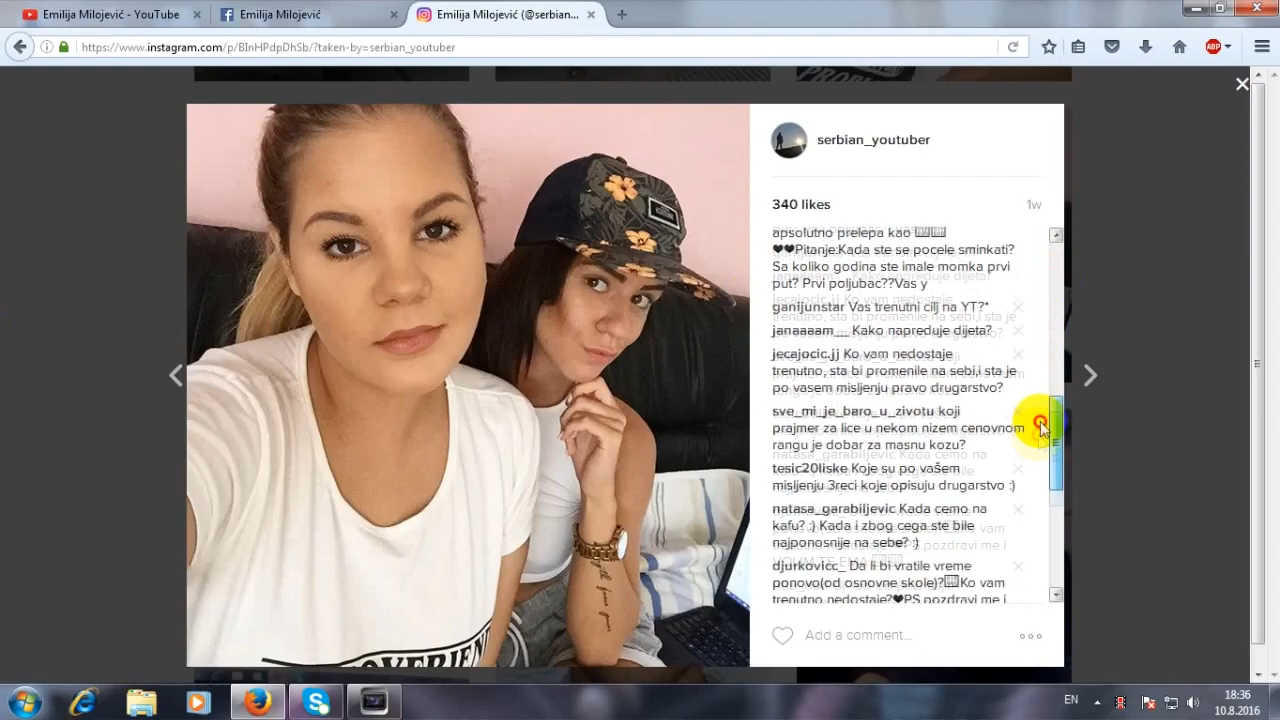 Emilija Milojević - YouTube
Emilija Milojević
Emilija Milojević (@serbian...
https://www.instagram.com/p/BInHPdpDhSb/?taken-by=serbian_youtuber
ABP
serbian_youtuber
340 likes
1w
apsolutno prelepa kao
❤❤Pitanje:Kada ste se pocele sminkati?
Sa koliko godina ste imale momka prvi
put? Prvi poljubac??Vas y
ganijunstar Vas trenutni cilj na YT?*
janaaaam__ Kako napreduje dijeta?
jecajocic.jj Ko vam nedostaje
trenutno, sta bi promenile na sebi,i sta je
po vasem misljenju pravo drugarstvo?
sve_mi_je_baro_u_zivotu koji
prajmer za lice u nekom nizem cenovnom
rangu je dobar za masnu kozu?
tesic20liske Koje su po vašem
misljenju 3reci koje opisuju drugarstvo :)
natasa_garabiljevic Kada cemo na
kafu? :) Kada i zbog cega ste bile
najponosnije na sebe? :)
djurkovicc_ Da li bi vratile vreme
ponovo(od osnovne skole)? Ko vam
trenutno nedostaje?❤PS pozdravi me i
Add a comment...
EN
18:36
10.8.2016